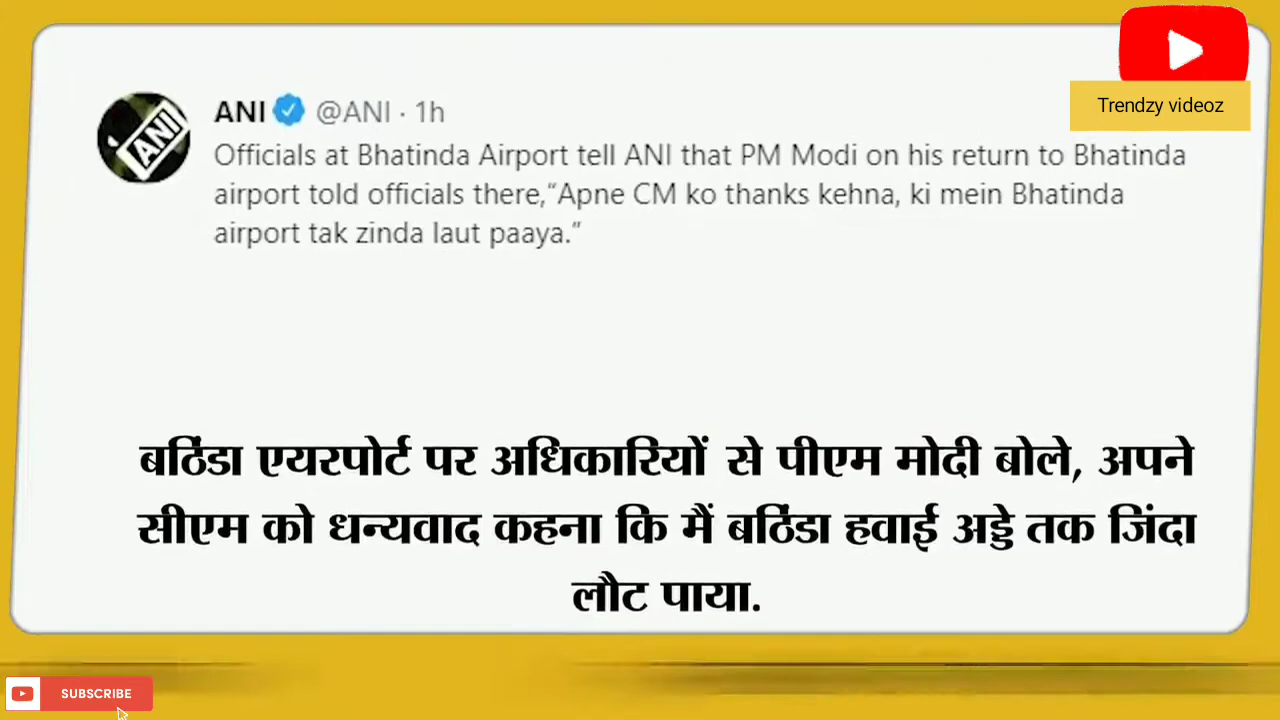 Trendzy videoz
ANI
ANI @ANI · 1h
Officials at Bhatinda Airport tell ANI that PM Modi on his return to Bhatinda
airport told officials there,“Apne CM ko thanks kehna, ki mein Bhatinda
airport tak zinda laut paaya.”
बठिंडा एयरपोर्ट पर अधिकारियों से पीएम मोदी बोले, अपने
सीएम को धन्यवाद कहना कि मैं बठिंडा हवाई अड्डे तक जिंदा
लौट पाया.
SUBSCRIBE